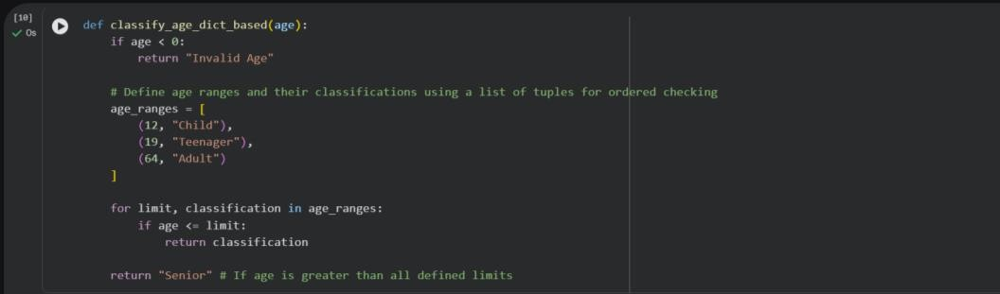 [10]
0s
def classify_age_dict_based(age):
    if age < 0:
        return "Invalid Age"

    # Define age ranges and their classifications using a list of tuples for ordered checking
    age_ranges = [
        (12, "Child"),
        (19, "Teenager"),
        (64, "Adult")
    ]

    for limit, classification in age_ranges:
        if age <= limit:
            return classification

    return "Senior" # If age is greater than all defined limits